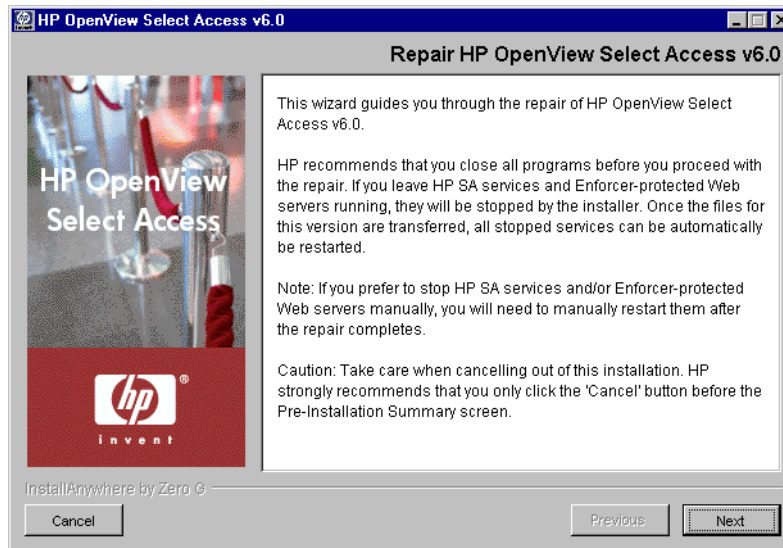 HP OpenView Select Access v6.0
Repair HP OpenView Select Access v6.0
HP OpenView
Select Access
hp
®
invent
This wizard guides you through the repair of HP OpenView Select
Access v6.0.
HP recommends that you close all programs before you proceed with
the repair. If you leave HP SA services and Enforcer-protected Web
servers running, they will be stopped by the installer. Once the files for
this version are transferred, all stopped services can be automatically
be restarted.
Note: If you prefer to stop HP SA services and/or Enforcer-protected
Web servers manually, you will need to manually restart them after
the repair completes.
Caution: Take care when cancelling out of this installation. HP
strongly recommends that you only click the 'Cancel' button before the
Pre-Installation Summary screen.
InstallAnywhere by Zero G
Cancel
Previous
Next